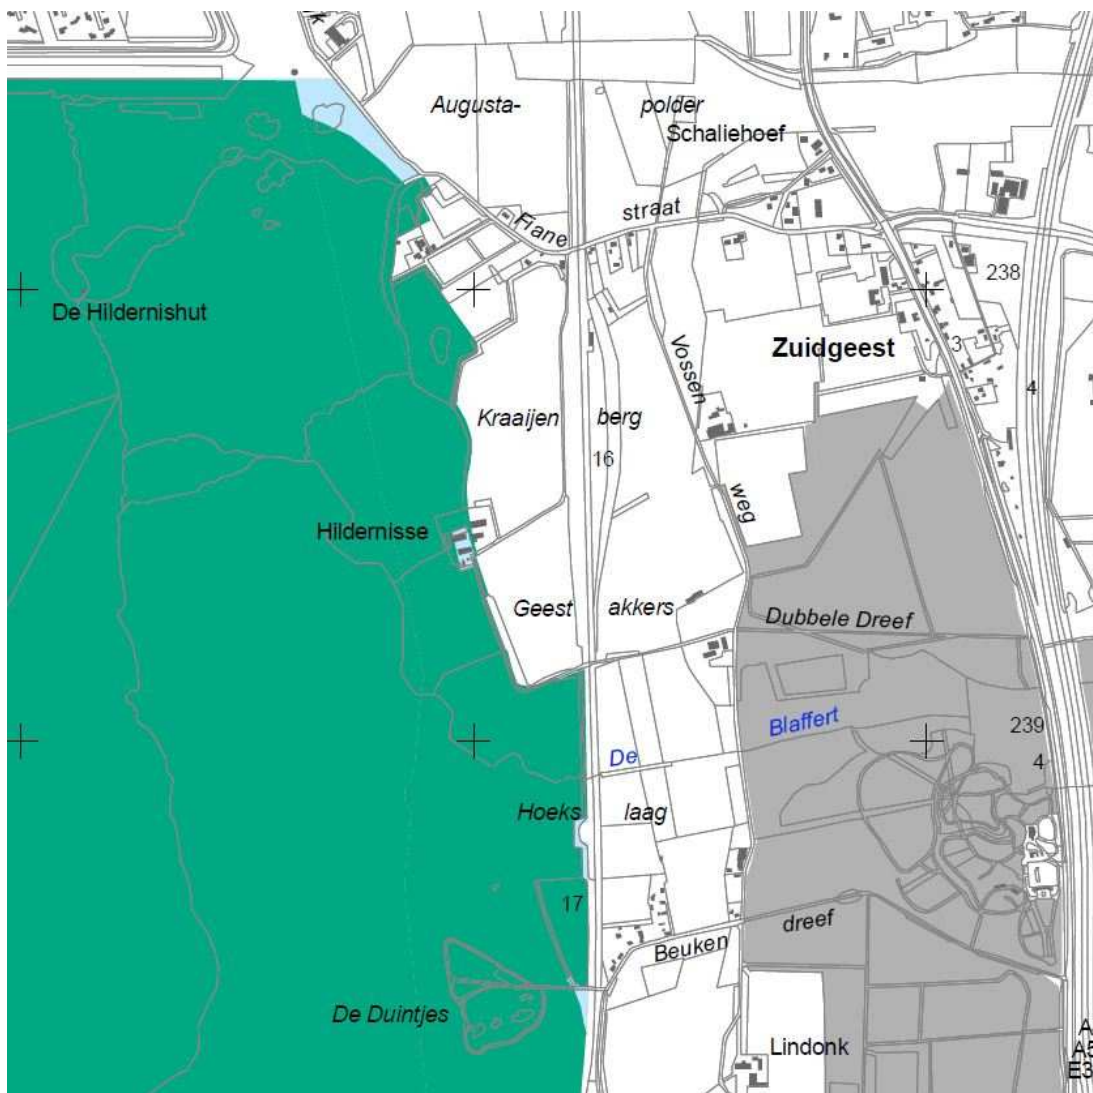 Augusta- polder
Schaliehoef
straat
Fiane
238
De Hildernishut
Zuidgeest
3
Vossen
4
Kraaijen berg
16
weg
Hildernisse
Geest akkers
Dubbele Dreef
Blaffert
239
De
4
Hoeks laag
17
dreef
Beuken
De Duintjes
Lindonk